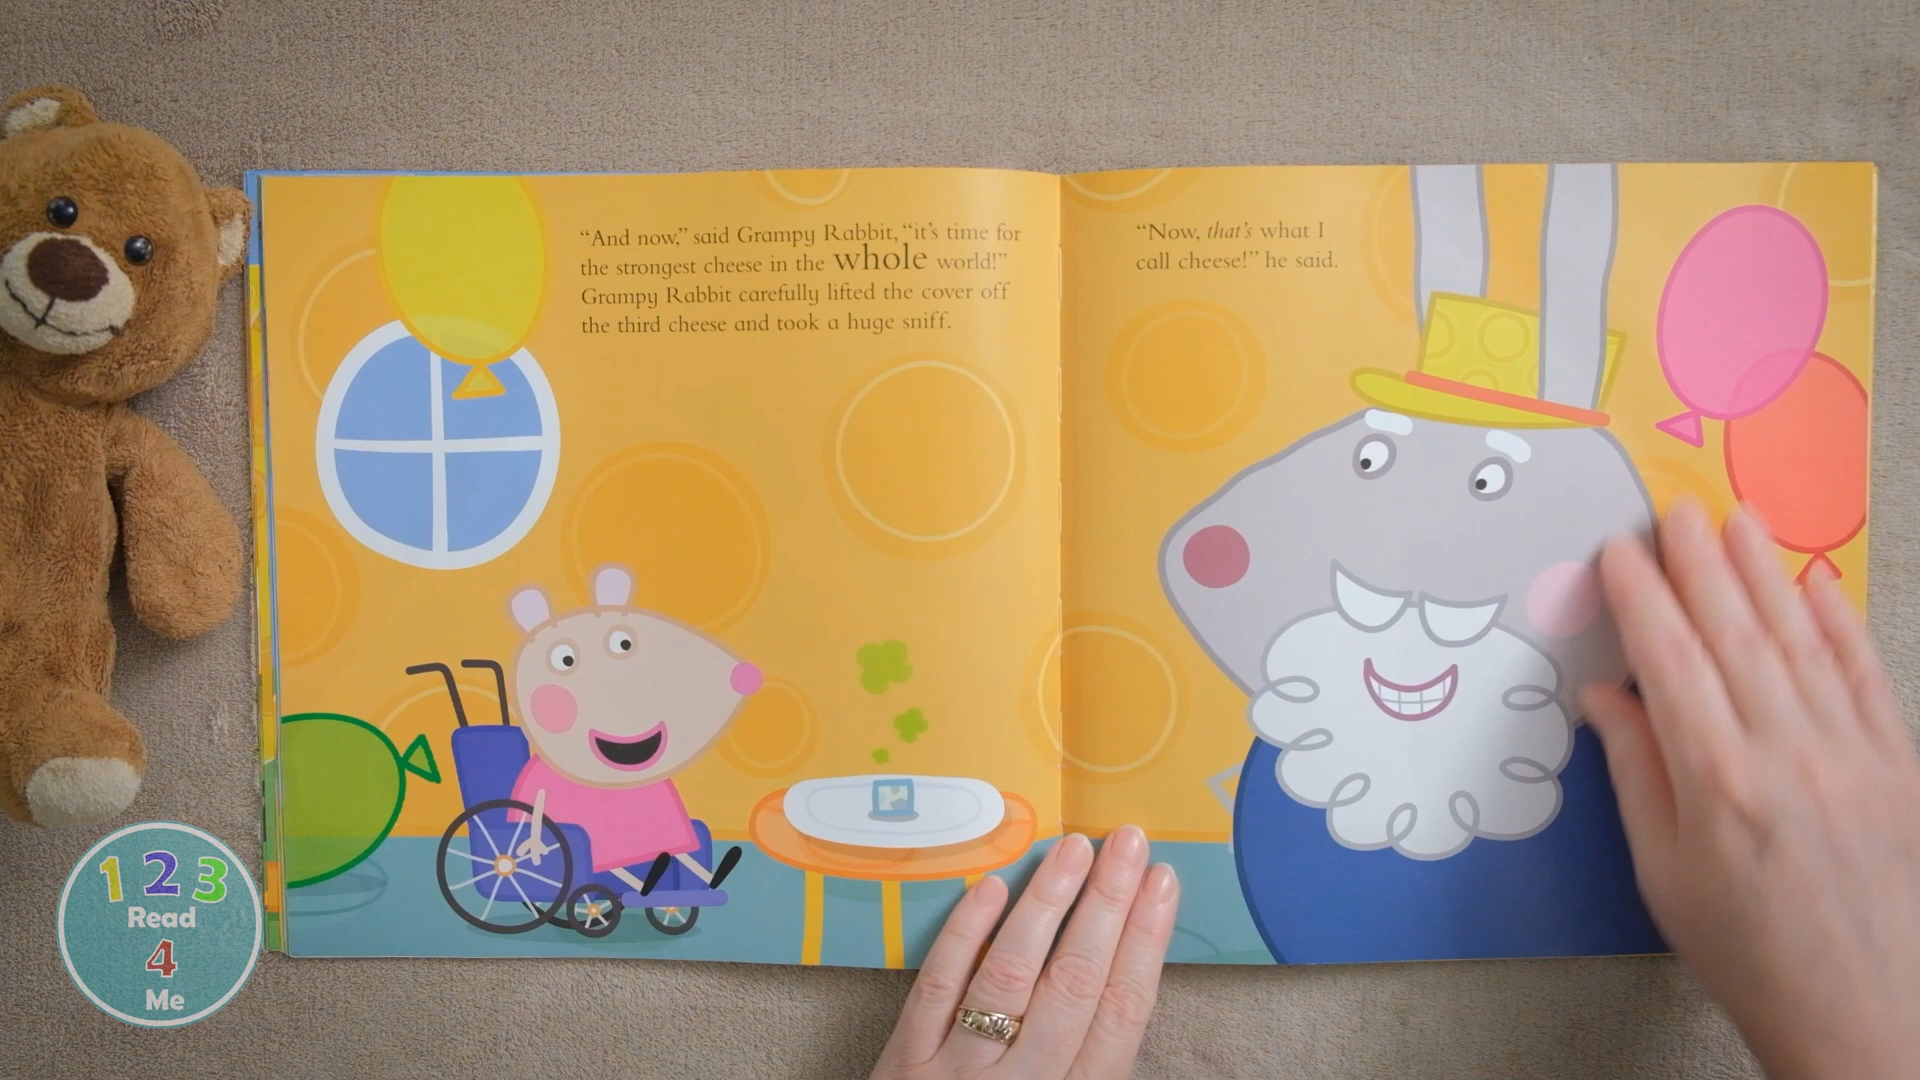 “And now,” said Grampy Rabbit, “it’s time for
the strongest cheese in the whole world!”
Grampy Rabbit carefully lifted the cover off
the third cheese and took a huge sniff.
“Now, that’s what I
call cheese!” he said.
1 2 3
Read
4
Me